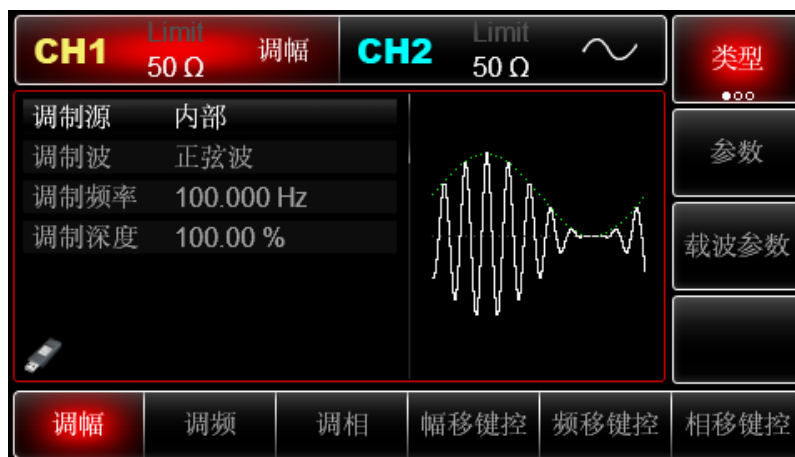 CH1 Limit 50 Ω 调幅 CH2 Limit 50 Ω 类型
调制源 内部
调制波 正弦波
调制频率 100.000 Hz
调制深度 100.00 %
参数
载波参数
调幅 调频 调相 幅移键控 频移键控 相移键控